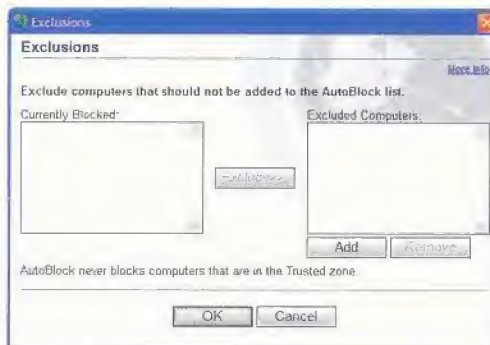 Exclusions
Exclusions
More Info
Exclude computers that should not be added to the AutoBlock list.
Currently Blocked:
Excluded Computers:
Add
Remove
AutoBlock never blocks computers that are in the Trusted zone.
OK
Cancel